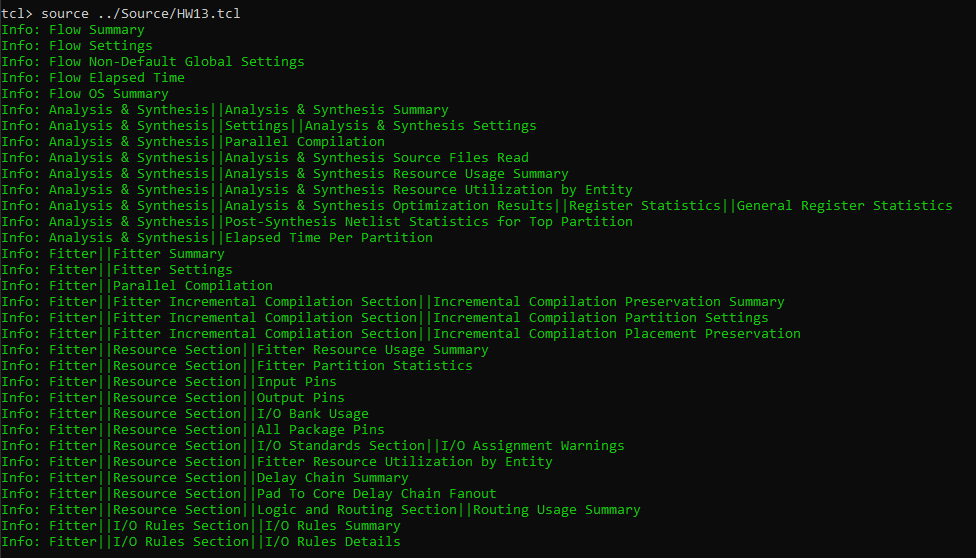 tcl> source ../Source/HW13.tcl
Info: Flow Summary
Info: Flow Settings
Info: Flow Non-Default Global Settings
Info: Flow Elapsed Time
Info: Flow OS Summary
Info: Analysis & Synthesis||Analysis & Synthesis Summary
Info: Analysis & Synthesis||Settings||Analysis & Synthesis Settings
Info: Analysis & Synthesis||Parallel Compilation
Info: Analysis & Synthesis||Analysis & Synthesis Source Files Read
Info: Analysis & Synthesis||Analysis & Synthesis Resource Usage Summary
Info: Analysis & Synthesis||Analysis & Synthesis Resource Utilization by Entity
Info: Analysis & Synthesis||Analysis & Synthesis Optimization Results||Register Statistics||General Register Statistics
Info: Analysis & Synthesis||Post-Synthesis Netlist Statistics for Top Partition
Info: Analysis & Synthesis||Elapsed Time Per Partition
Info: Fitter||Fitter Summary
Info: Fitter||Fitter Settings
Info: Fitter||Parallel Compilation
Info: Fitter||Fitter Incremental Compilation Section||Incremental Compilation Preservation Summary
Info: Fitter||Fitter Incremental Compilation Section||Incremental Compilation Partition Settings
Info: Fitter||Fitter Incremental Compilation Section||Incremental Compilation Placement Preservation
Info: Fitter||Resource Section||Fitter Resource Usage Summary
Info: Fitter||Resource Section||Fitter Partition Statistics
Info: Fitter||Resource Section||Input Pins
Info: Fitter||Resource Section||Output Pins
Info: Fitter||Resource Section||I/O Bank Usage
Info: Fitter||Resource Section||All Package Pins
Info: Fitter||Resource Section||I/O Standards Section||I/O Assignment Warnings
Info: Fitter||Resource Section||Fitter Resource Utilization by Entity
Info: Fitter||Resource Section||Delay Chain Summary
Info: Fitter||Resource Section||Pad To Core Delay Chain Fanout
Info: Fitter||Resource Section||Logic and Routing Section||Routing Usage Summary
Info: Fitter||I/O Rules Section||I/O Rules Summary
Info: Fitter||I/O Rules Section||I/O Rules Details